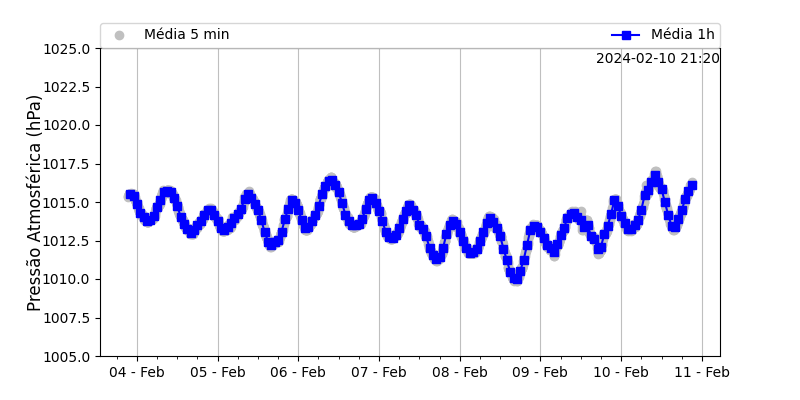 Média 5 min
Média 1h
2024-02-10 21:20
Pressão Atmosférica (hPa)
1025.0
1022.5
1020.0
1017.5
1015.0
1012.5
1010.0
1007.5
1005.0
04 - Feb
05 - Feb
06 - Feb
07 - Feb
08 - Feb
09 - Feb
10 - Feb
11 - Feb